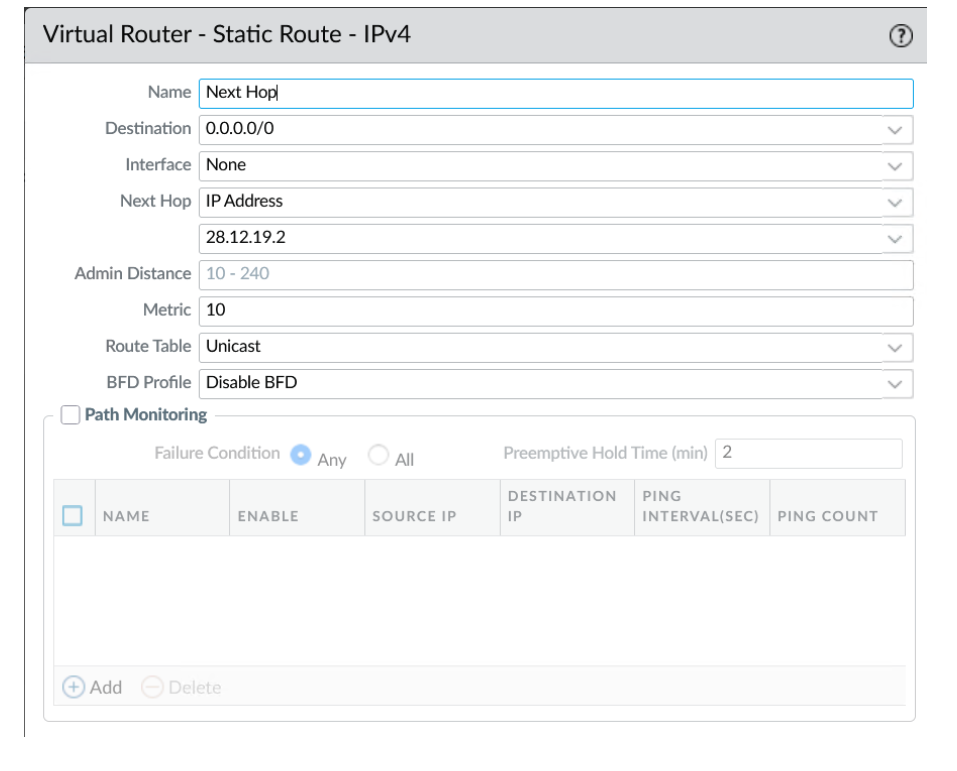 Virtual Router - Static Route - IPv4 ?
Name Next Hop
Destination 0.0.0.0/0
Interface None
Next Hop IP Address
28.12.19.2
Admin Distance 10 - 240
Metric 10
Route Table Unicast
BFD Profile Disable BFD
Path Monitoring
Failure Condition Any All Preemptive Hold Time (min) 2
NAME ENABLE SOURCE IP DESTINATION IP PING INTERVAL(SEC) PING COUNT
Add Delete